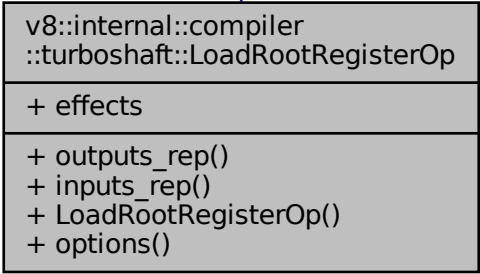 v8::internal::compiler
::turboshaft::LoadRootRegisterOp
+ effects
+ outputs_rep()
+ inputs_rep()
+ LoadRootRegisterOp()
+ options()